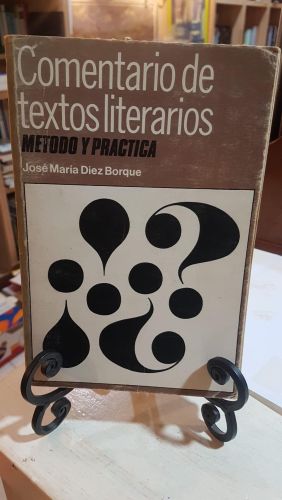 Comentario de
textos literarios
METODO Y PRACTICA
José María Diez Borque